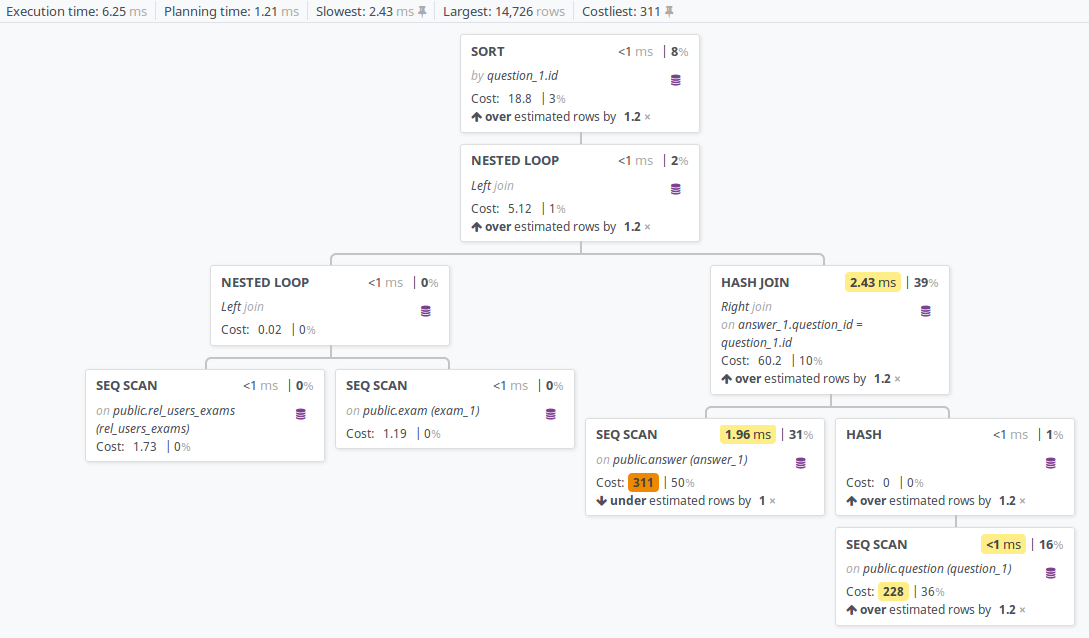 Execution time: 6.25 ms Planning time: 1.21 ms Slowest: 2.43 ms Largest: 14,726 rows Costliest: 311
SORT <1 ms | 8%
by question_1.id
Cost: 18.8 | 3%
over estimated rows by 1.2 ×
NESTED LOOP <1 ms | 2%
Left join
Cost: 5.12 | 1%
over estimated rows by 1.2 ×
NESTED LOOP <1 ms | 0%
Left join
Cost: 0.02 | 0%
HASH JOIN 2.43 ms | 39%
Right join
on answer_1.question_id =
question_1.id
Cost: 60.2 | 10%
over estimated rows by 1.2 ×
SEQ SCAN <1 ms | 0%
on public.rel_users_exams
(rel_users_exams)
Cost: 1.73 | 0%
SEQ SCAN <1 ms | 0%
on public.exam (exam_1)
Cost: 1.19 | 0%
SEQ SCAN 1.96 ms | 31%
on public.answer (answer_1)
Cost: 311 | 50%
under estimated rows by 1 ×
HASH <1 ms | 1%
Cost: 0 | 0%
over estimated rows by 1.2 ×
SEQ SCAN <1 ms | 16%
on public.question (question_1)
Cost: 228 | 36%
over estimated rows by 1.2 ×